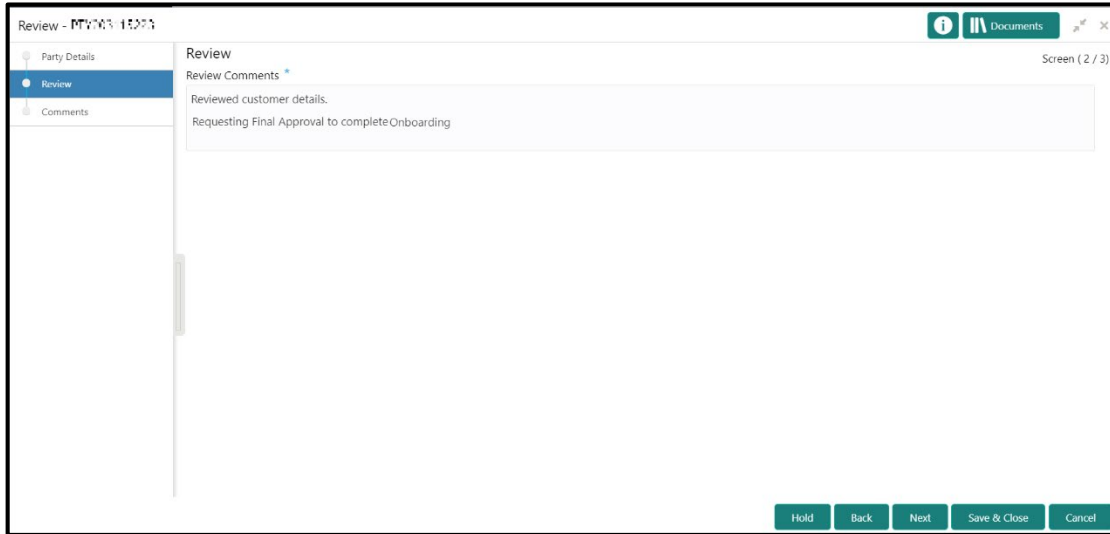 Review -
Documents
Party Details
Review
Comments
Review
Screen ( 2 / 3)
Review Comments *
Reviewed customer details.
Requesting Final Approval to complete Onboarding
Hold
Back
Next
Save & Close
Cancel